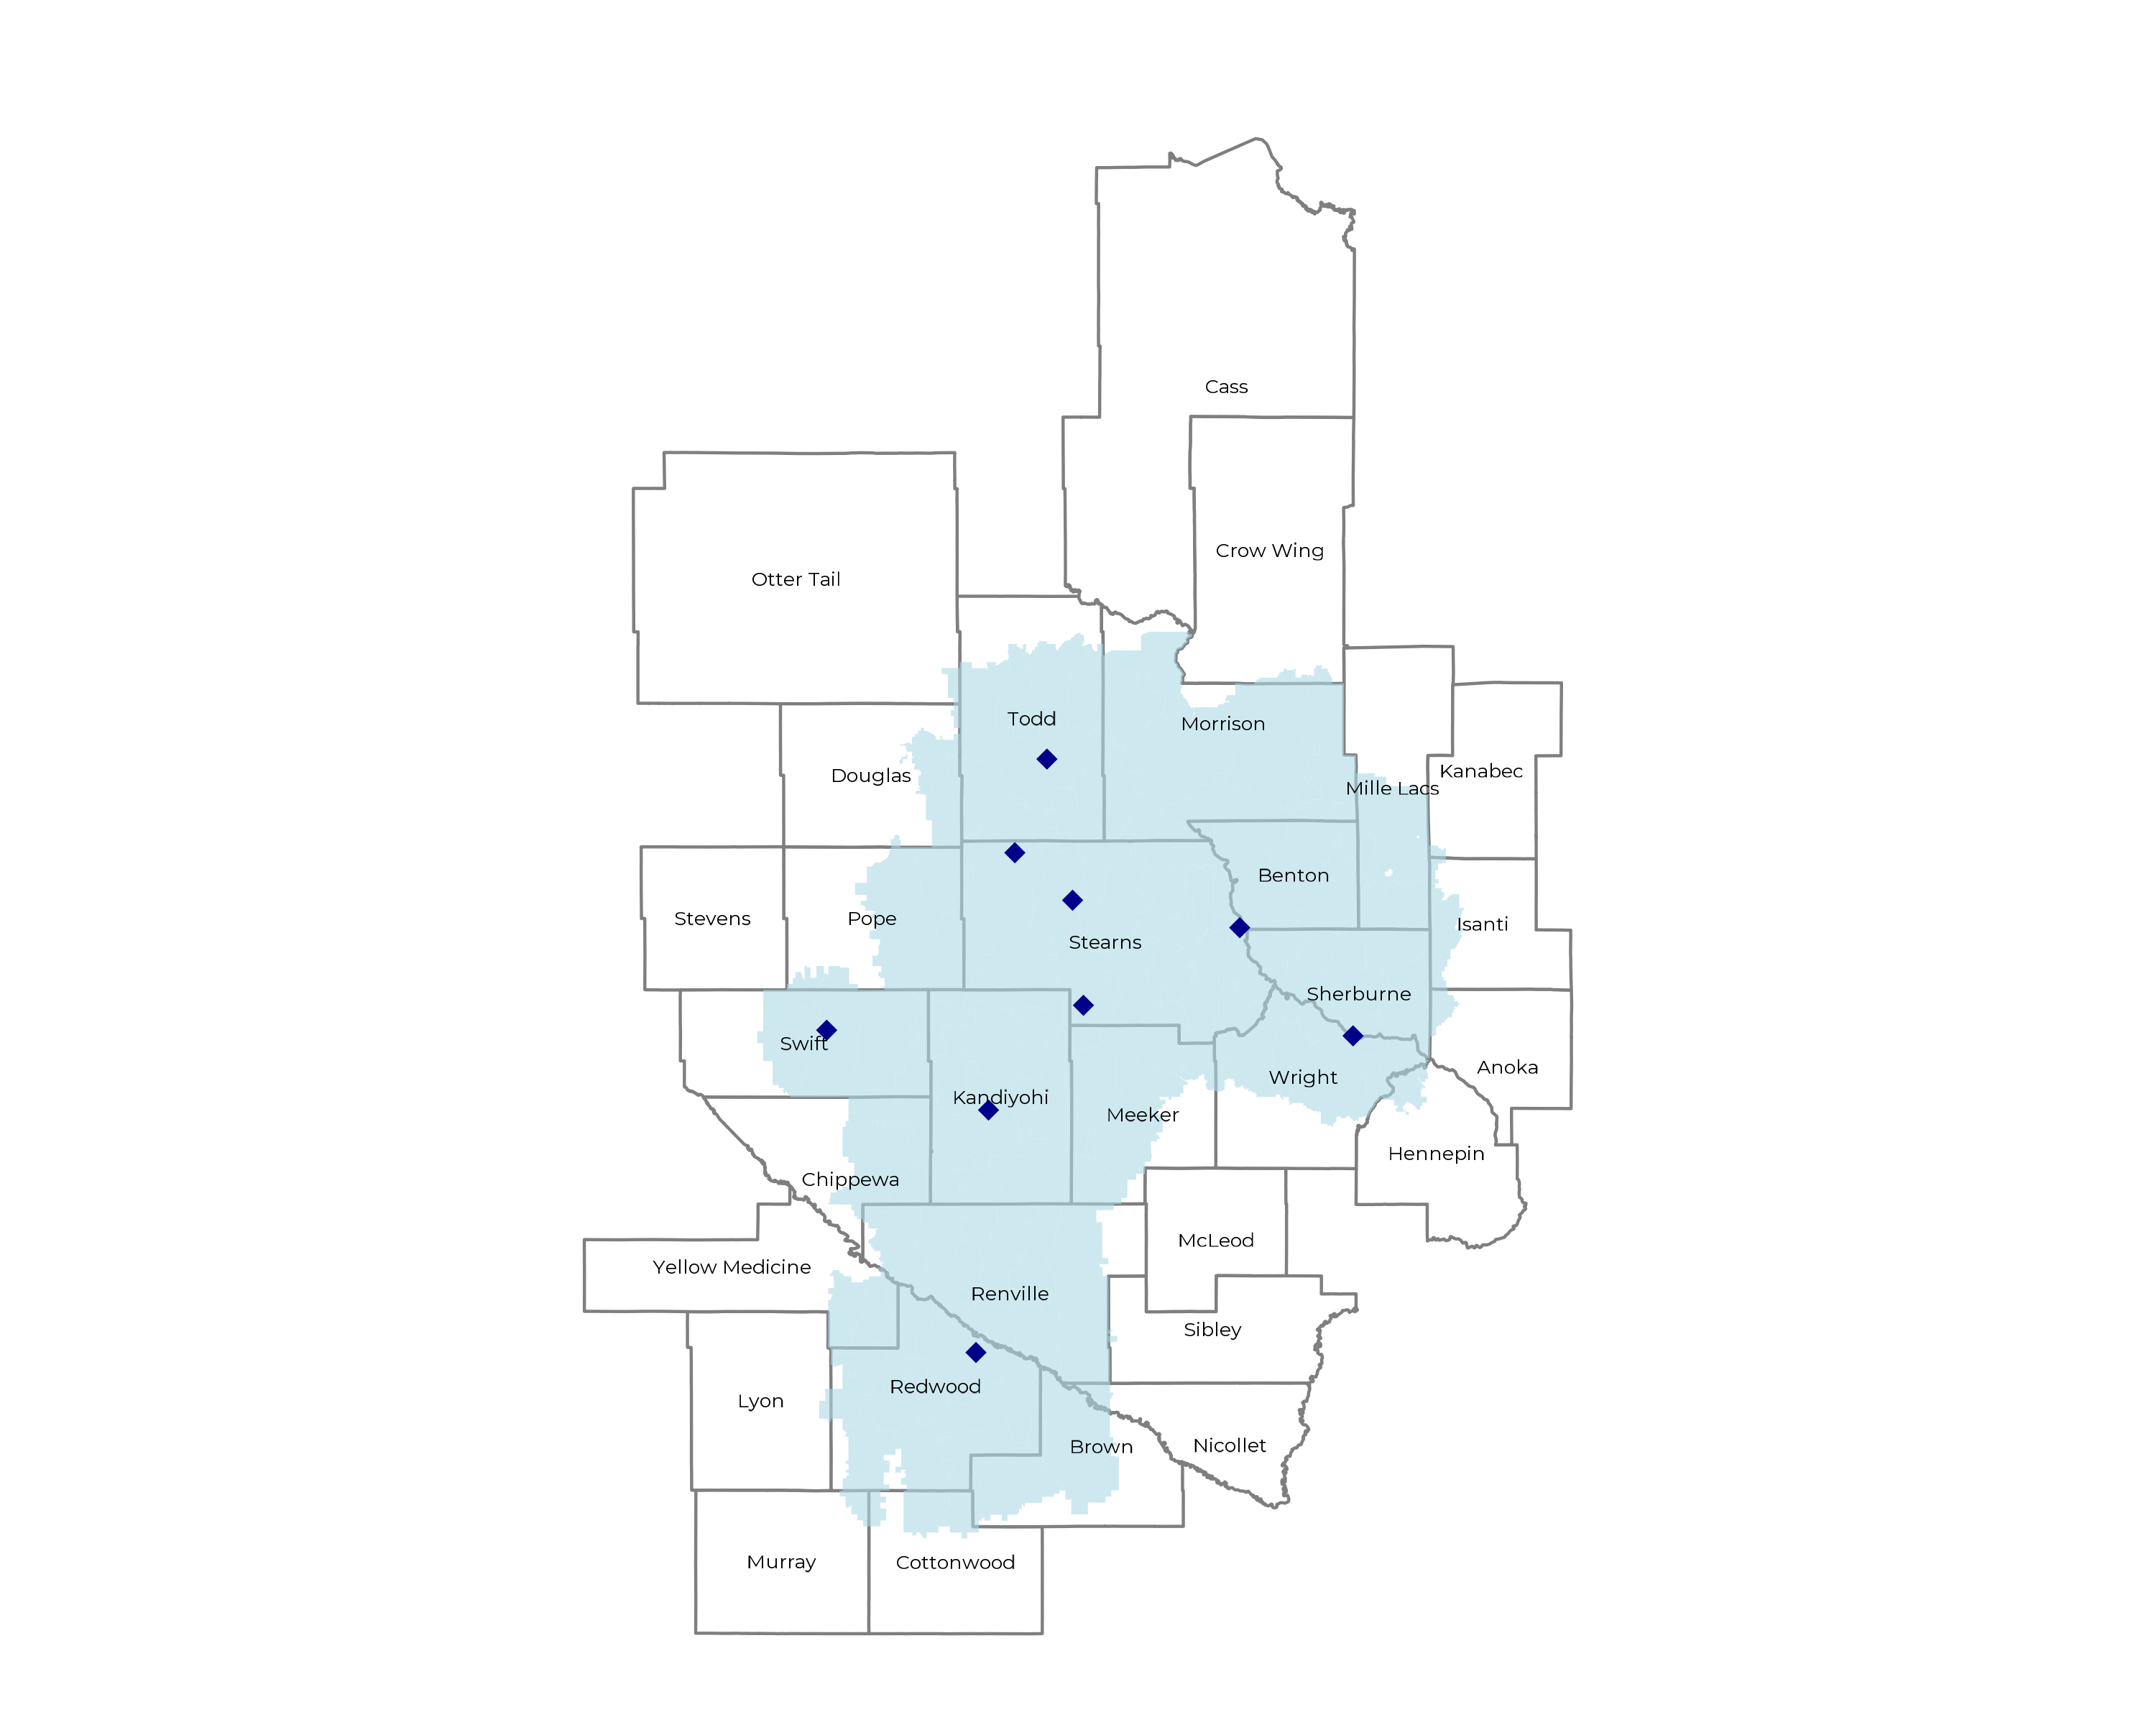 Cass
Crow Wing
Otter Tail
Todd
Morrison
Kanabec
Douglas
Mille Lacs
Benton
Stevens
Pope
Isanti
Stearns
Sherburne
Swift
Anoka
Wright
Kandiyohi
Meeker
Hennepin
Chippewa
McLeod
Yellow Medicine
Renville
Sibley
Redwood
Lyon
Nicollet
Brown
Murray
Cottonwood